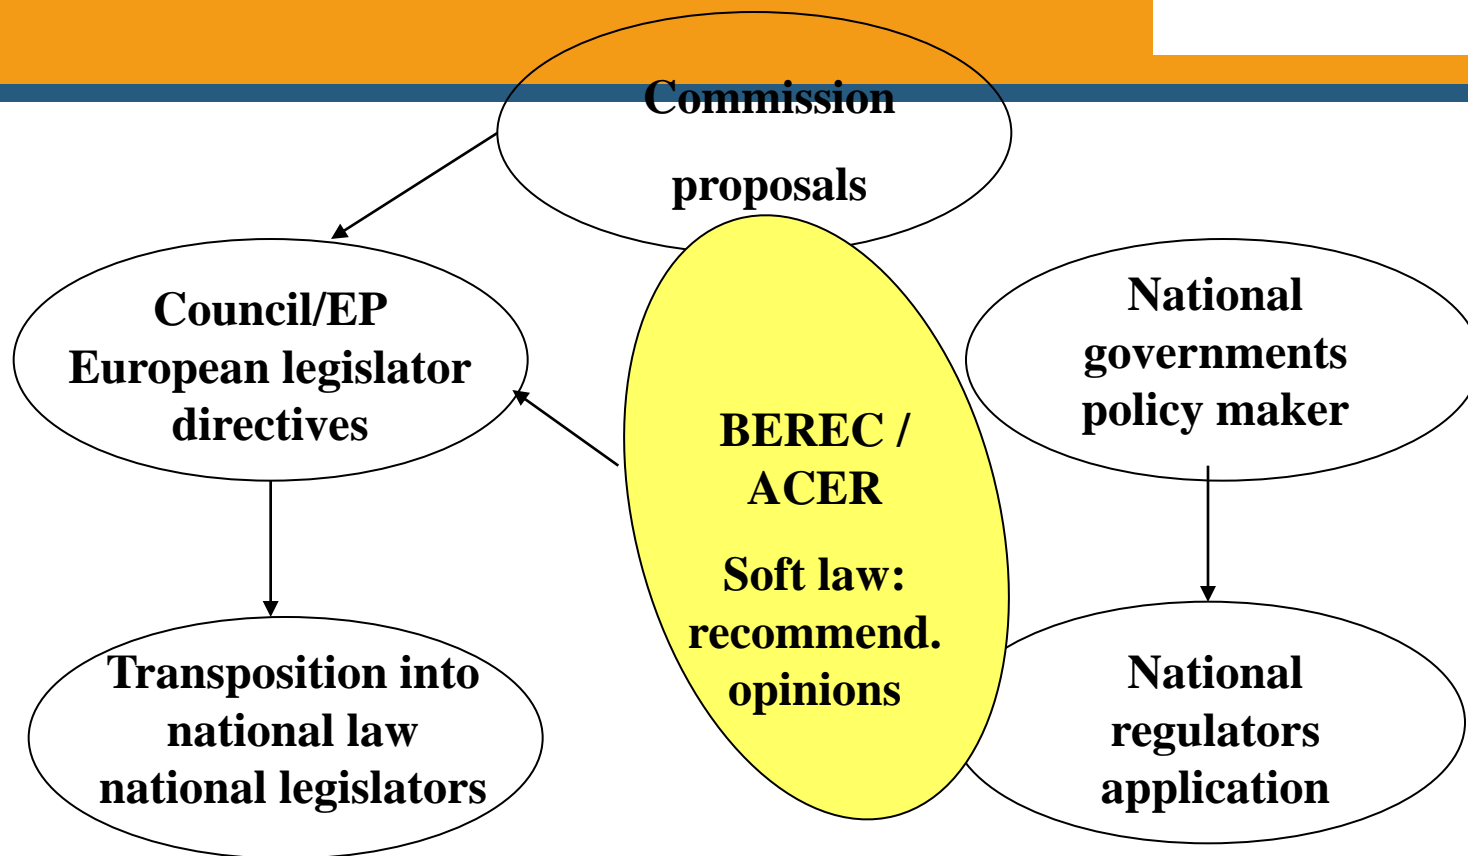 Commission
proposals
Council/EP
European legislator
directives
National
governments
policy maker
BEREC /
ACER
Soft law:
recommend.
opinions
Transposition into
national law
national legislators
National
regulators
application